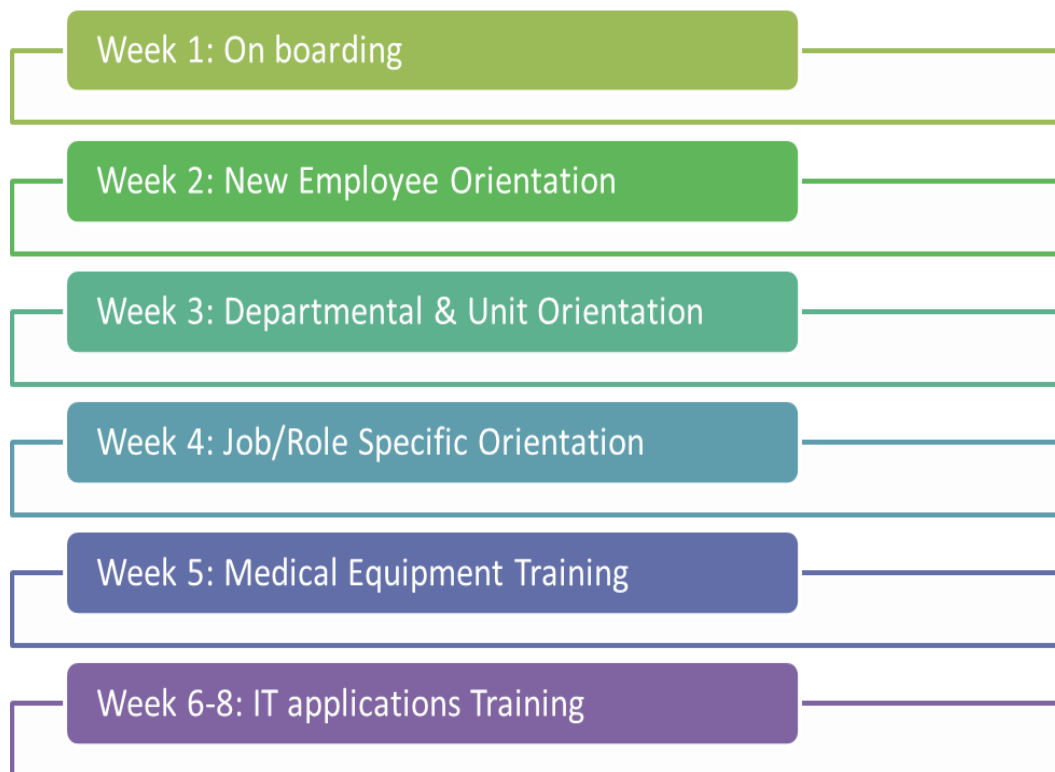 Week 1: On boarding
Week 2: New Employee Orientation
Week 3: Departmental & Unit Orientation
Week 4: Job/Role Specific Orientation
Week 5: Medical Equipment Training
Week 6-8: IT applications Training